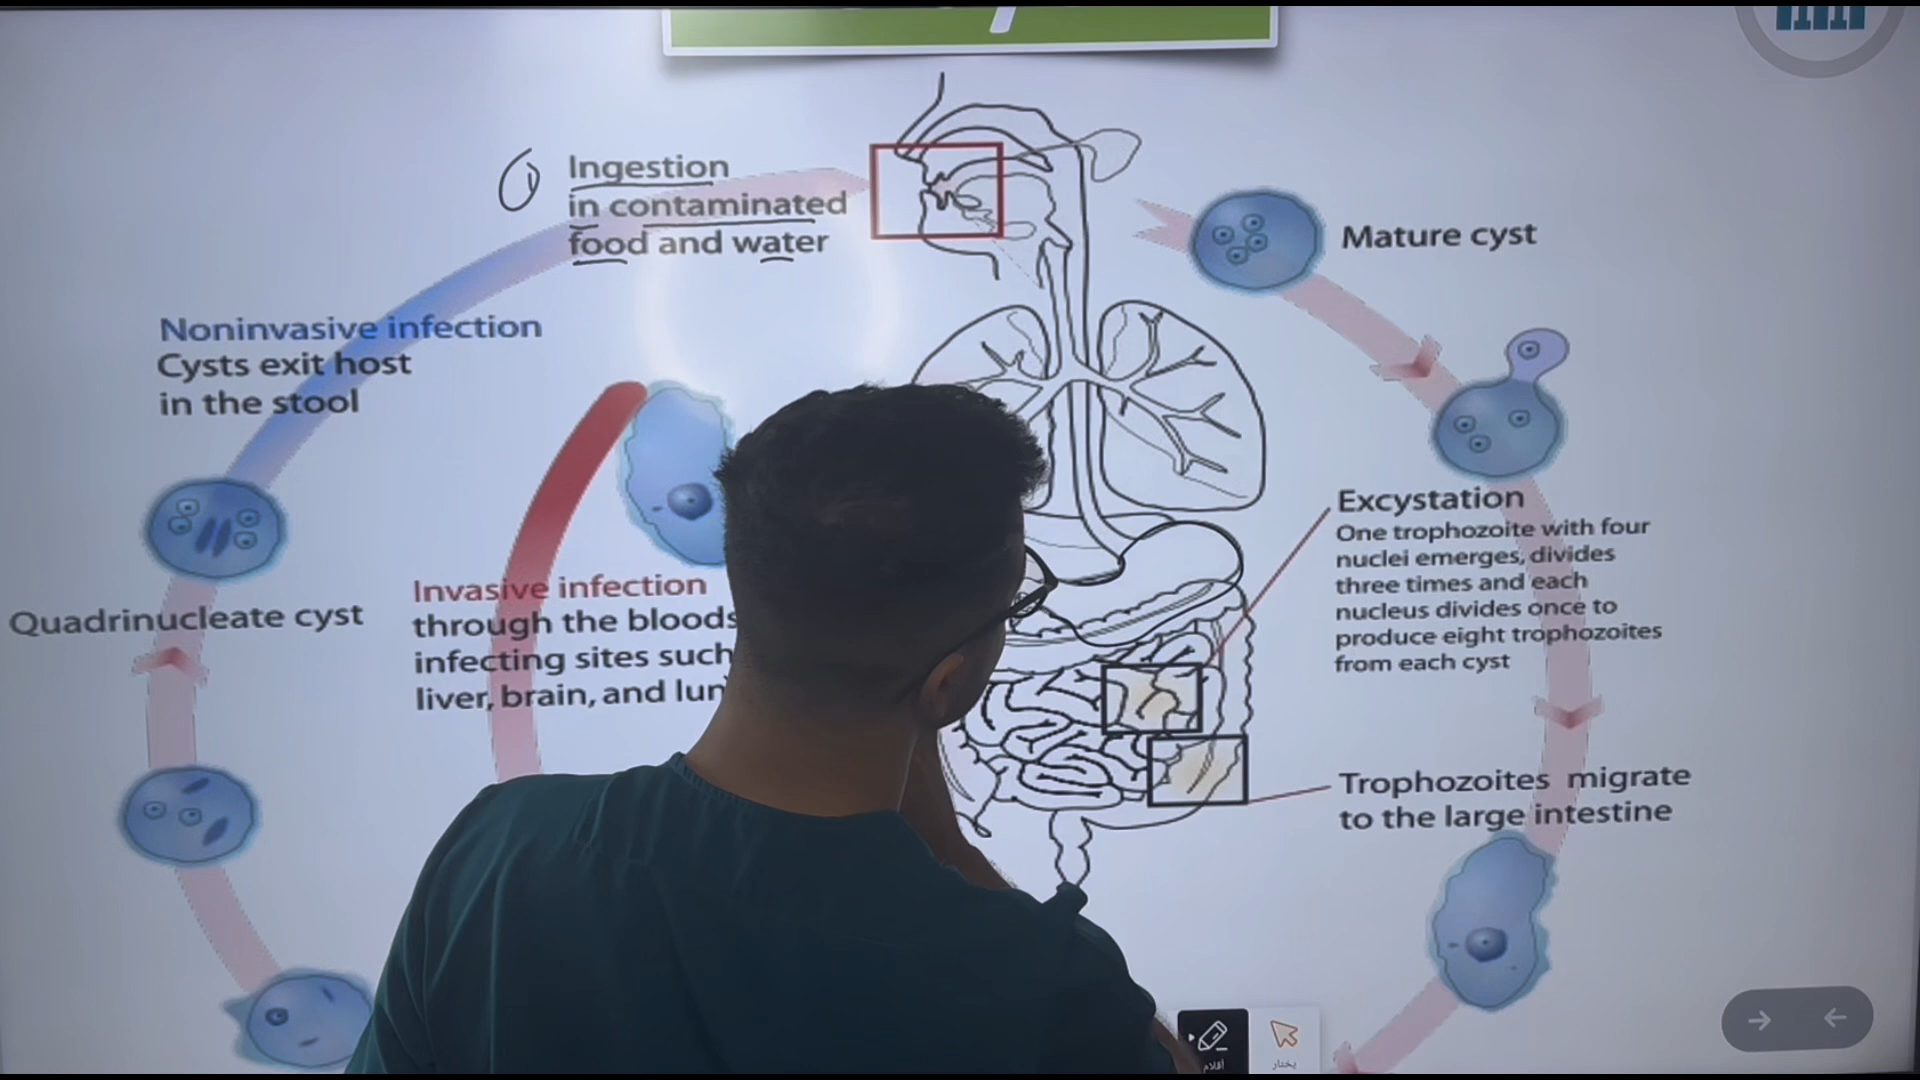 ①
Ingestion
in contaminated
food and water
Mature cyst
Noninvasive infection
Cysts exit host
in the stool
Excystation
One trophozoite with four
nuclei emerges, divides
three times and each
nucleus divides once to
produce eight trophozoites
from each cyst
Quadrinucleate cyst
Invasive infection
through the
infecting sites such
liver, brain, and
Trophozoites migrate
to the large intestine
أقلام
يختار